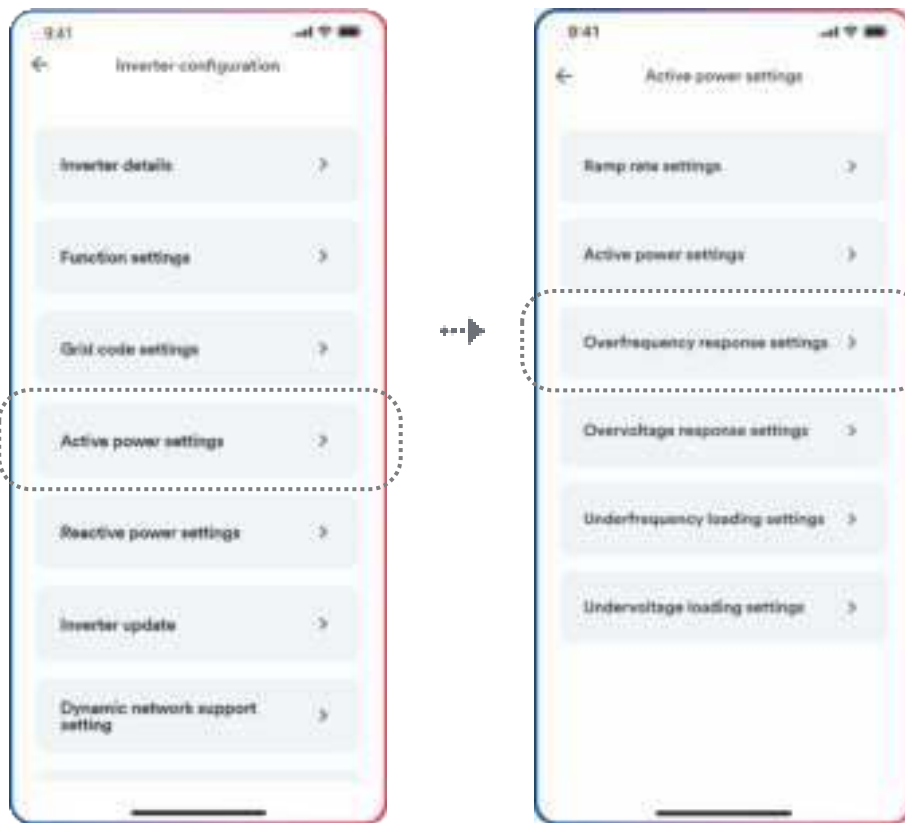 9:41
Inverter configuration
Inverter details
Function settings
Grid code settings
Active power settings
Reactive power settings
Inverter update
Dynamic network support
setting
9:41
Active power settings
Ramp rate settings
Active power settings
Overfrequency response settings
Overvoltage response settings
Underfrequency loading settings
Undervoltage loading settings